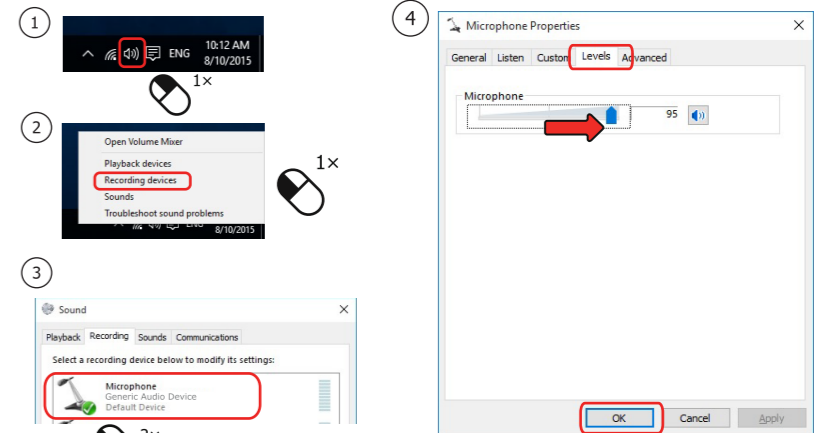 1
ENG
10:12 AM
8/10/2015
1×
2
Open Volume Mixer
Playback devices
Recording devices
Sounds
Troubleshoot sound problems
8/10/2015
1×
3
Sound
Playback Recording Sounds Communications
Select a recording device below to modify its settings:
Microphone
Generic Audio Device
Default Device
4
Microphone Properties
General Listen Custom Levels Advanced
Microphone
95
OK Cancel Apply